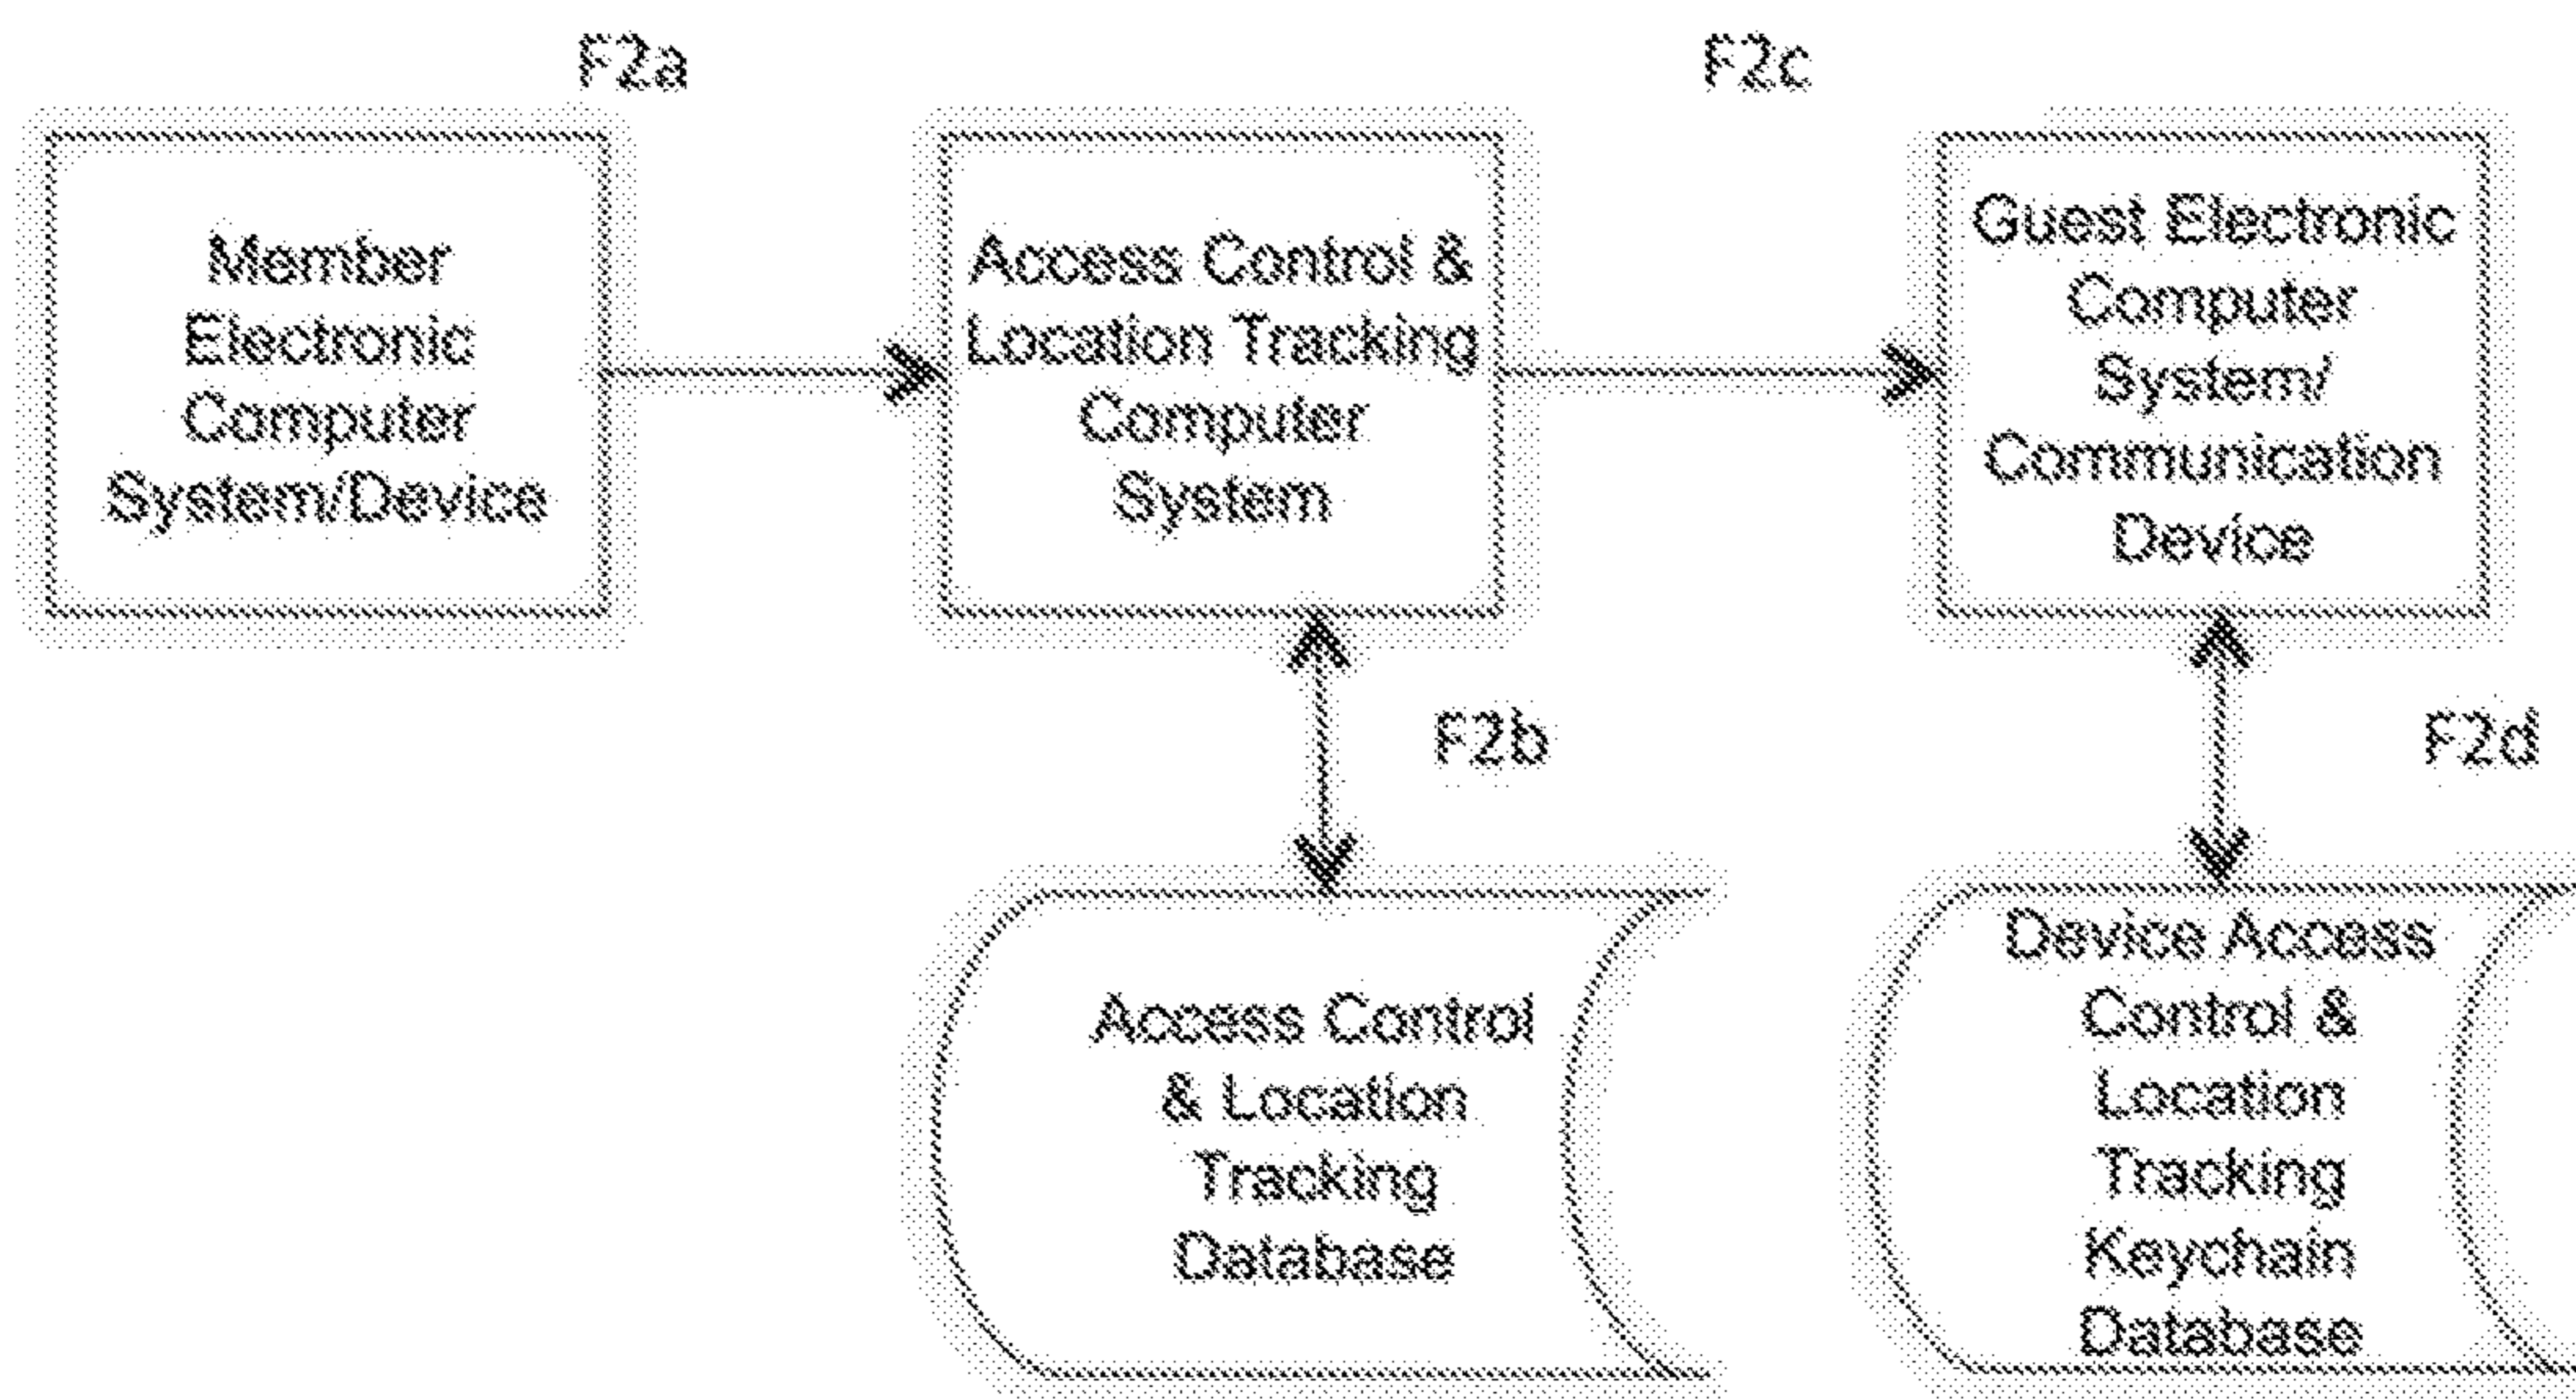 F2a
F2c
Member
Electronic
Computer
System/Device
Access Control &
Location Tracking
Computer
System
Guest Electronic
Computer
System/
Communication
Device
F2b
F2d
Access Control
& Location
Tracking
Database
Device Access
Control &
Location
Tracking
Keychain
Database